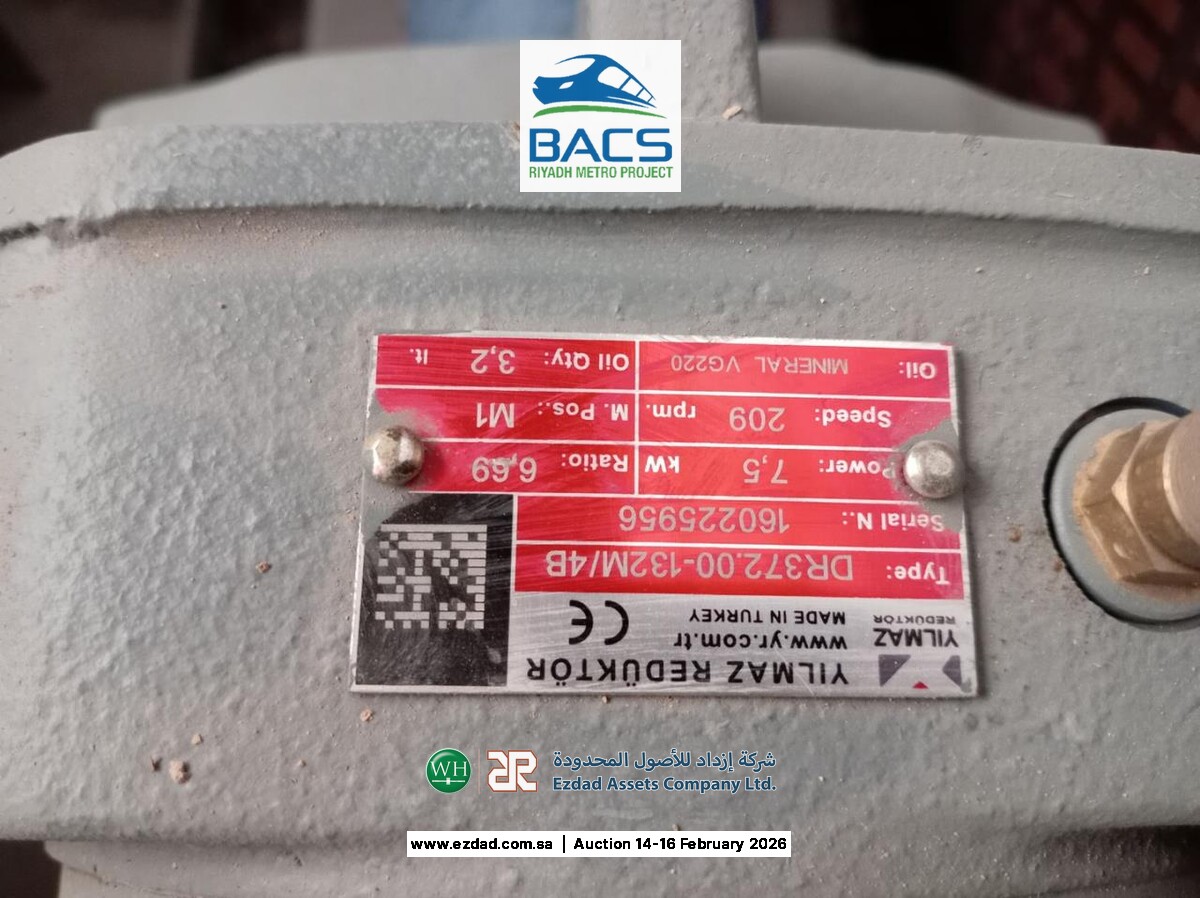 BACS
RIYADH METRO PROJECT
YILMAZ REDÜKTÖR
www.yr.com.tr
YILMAZ REDÜKTÖR
MADE IN TURKEY
CE
Type: DR372.00-132M/4B
Serial N.: 160225956
Power: 7,5 kW Ratio: 6,69
Speed: 209 rpm. M. Pos.: M1
Oil: MINERAL VG220 Oil Qty: 3,2 lt.
WH
شركة إزداد للأصول المحدودة
Ezdad Assets Company Ltd.
www.ezdad.com.sa | Auction 14-16 February 2026